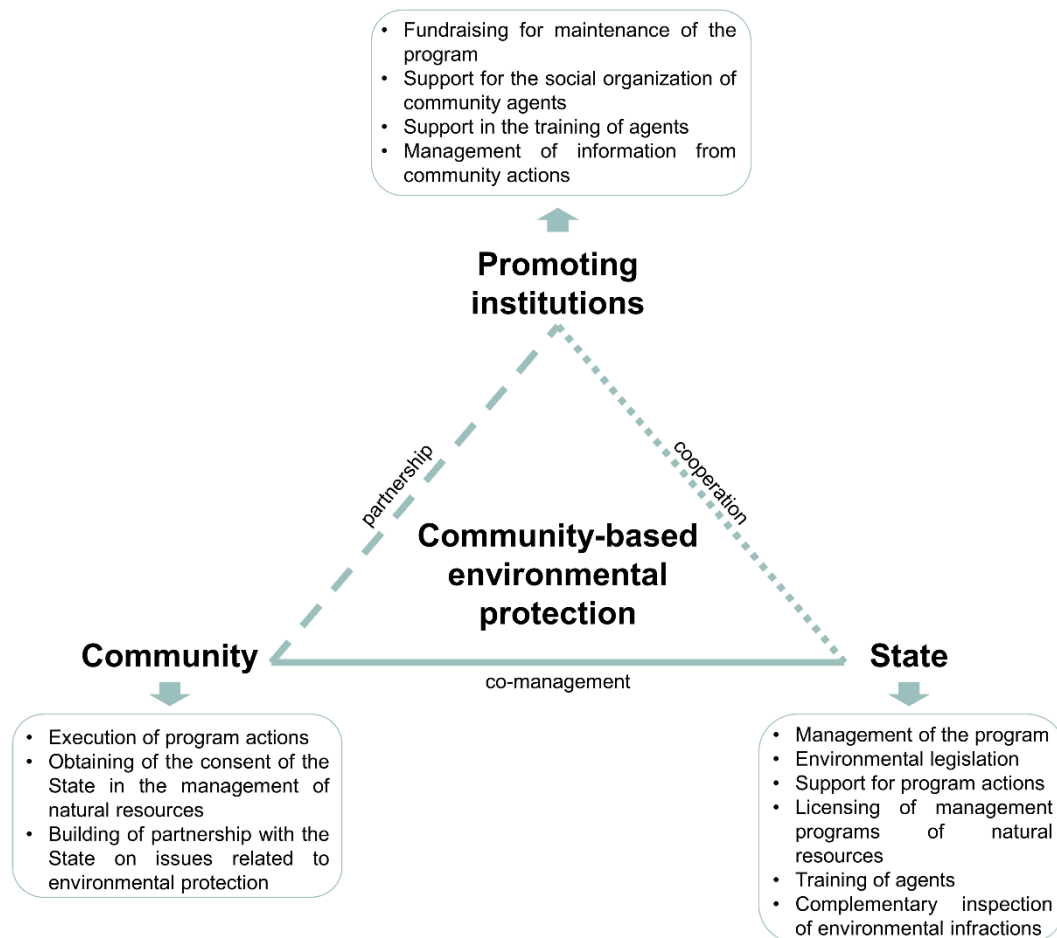 • Fundraising for maintenance of the
program
• Support for the social organization of
community agents
• Support in the training of agents
• Management of information from
community actions
Promoting
institutions
partnership
cooperation
Community-based
environmental
protection
Community
State
co-management
• Execution of program actions
• Obtaining of the consent of the
State in the management of
natural resources
• Building of partnership with the
State on issues related to
environmental protection
• Management of the program
• Environmental legislation
• Support for program actions
• Licensing of management
programs of natural
resources
• Training of agents
• Complementary inspection
of environmental infractions